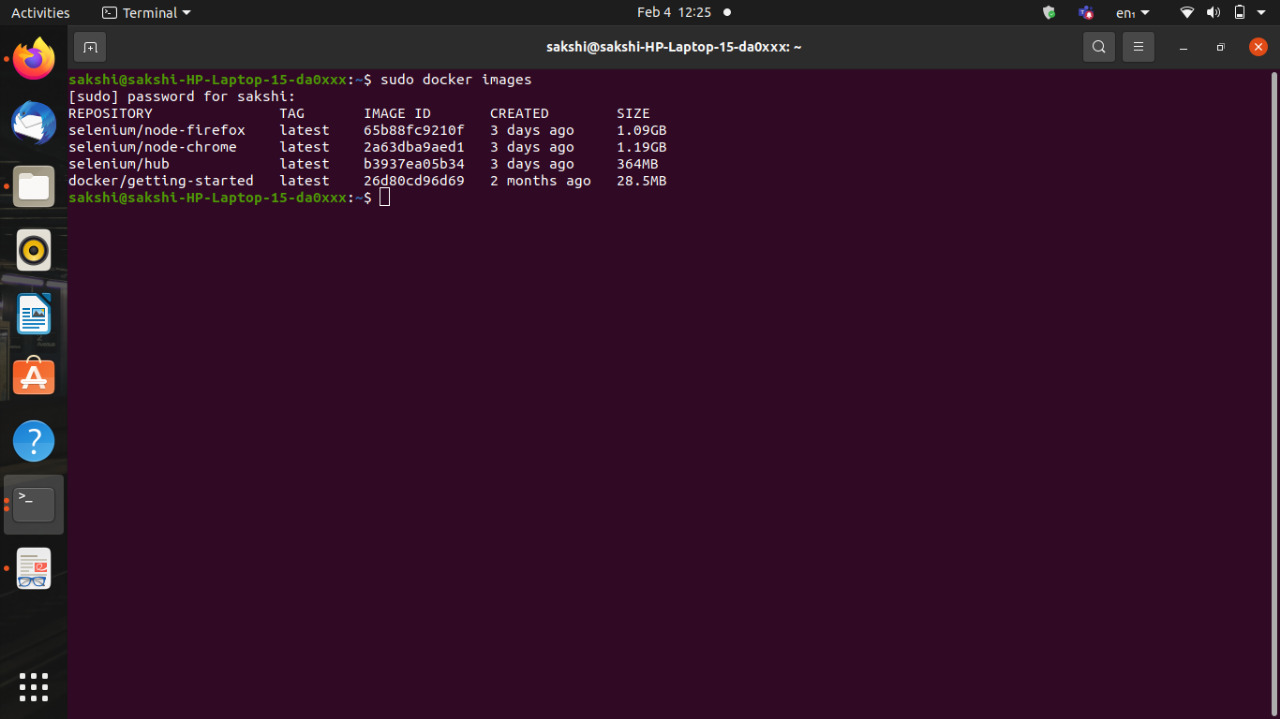 Activities Terminal Feb 4 12:25 en₁
sakshi@sakshi-HP-Laptop-15-da0xxx: ~
sakshi@sakshi-HP-Laptop-15-da0xxx:~$ sudo docker images
[sudo] password for sakshi:
REPOSITORY TAG IMAGE ID CREATED SIZE
selenium/node-firefox latest 65b88fc9210f 3 days ago 1.09GB
selenium/node-chrome latest 2a63dba9aed1 3 days ago 1.19GB
selenium/hub latest b3937ea05b34 3 days ago 364MB
docker/getting-started latest 26d80cd96d69 2 months ago 28.5MB
sakshi@sakshi-HP-Laptop-15-da0xxx:~$